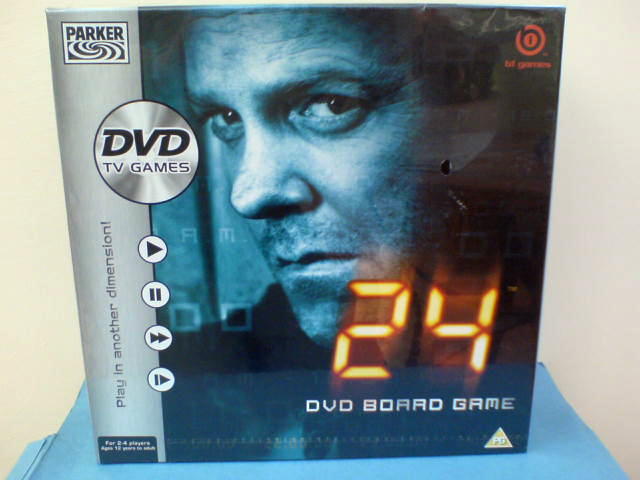 PARKER
bf games
DVD
TV GAMES
Play in another dimension!
A.M.
24
TM
DVD BOARD GAME
For 2-4 players
Ages 12 years to adult
PG